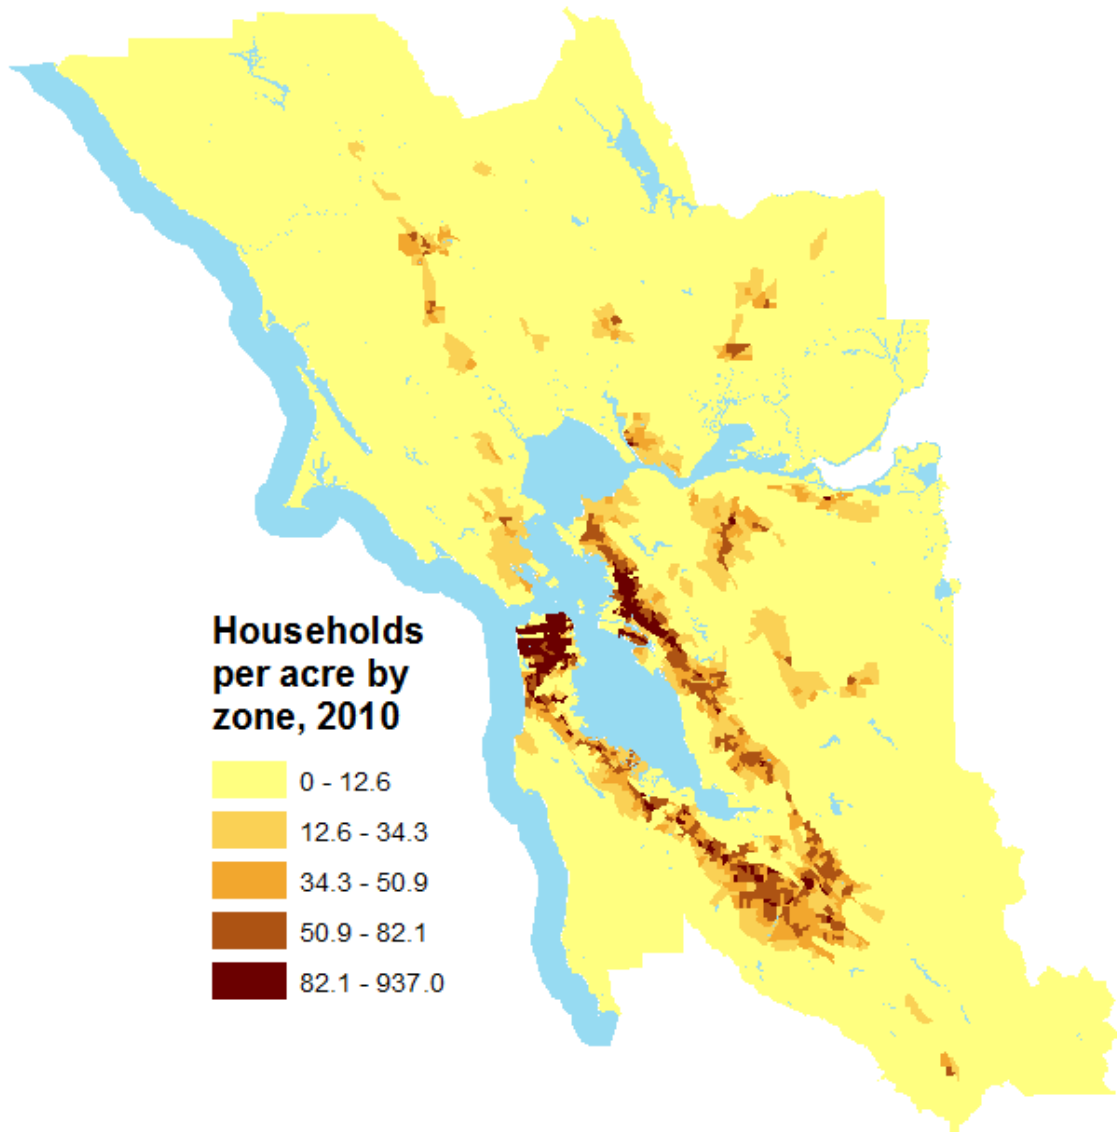 Households
per acre by
zone, 2010
0 - 12.6
12.6 - 34.3
34.3 - 50.9
50.9 - 82.1
82.1 - 937.0